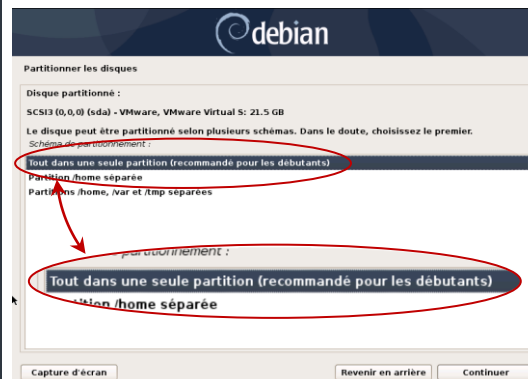 debian
Partitionner les disques
Disque partitionné :
SCSI3 (0,0,0) (sda) - VMware, VMware Virtual S: 21.5 GB
Le disque peut être partitionné selon plusieurs schémas. Dans le doute, choisissez le premier.
Schéma de partitionnement :
Tout dans une seule partition (recommandé pour les débutants)
Partition /home séparée
Partitions /home, /var et /tmp séparées
partitionnement :
Tout dans une seule partition (recommandé pour les débutants)
tition /home séparée
Capture d'écran
Revenir en arrière
Continuer